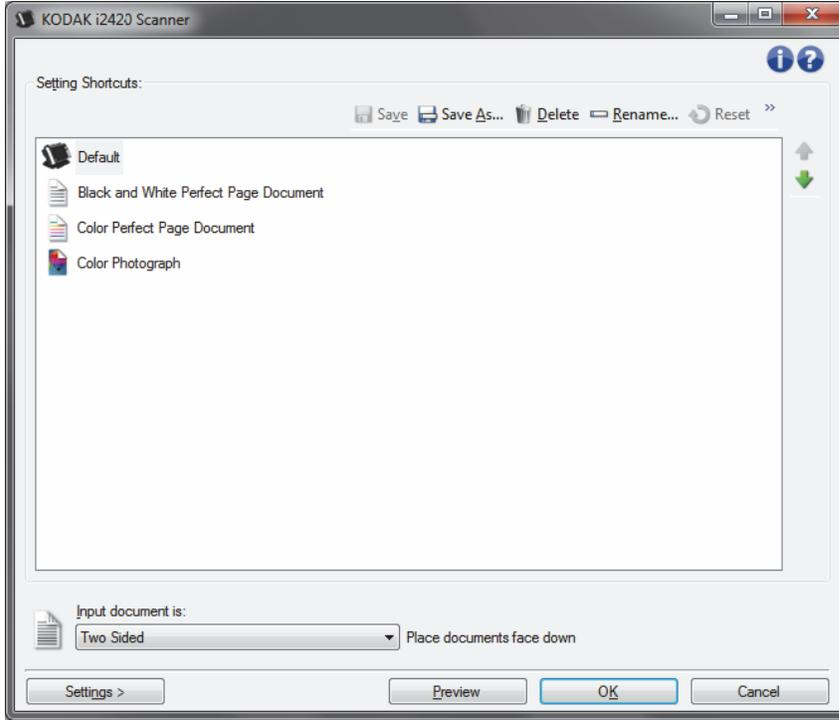 KODAK i2420 Scanner
Setting Shortcuts:
Save Save As... Delete Rename... Reset »
Default
Black and White Perfect Page Document
Color Perfect Page Document
Color Photograph
Input document is:
Two Sided Place documents face down
Settings > Preview OK Cancel